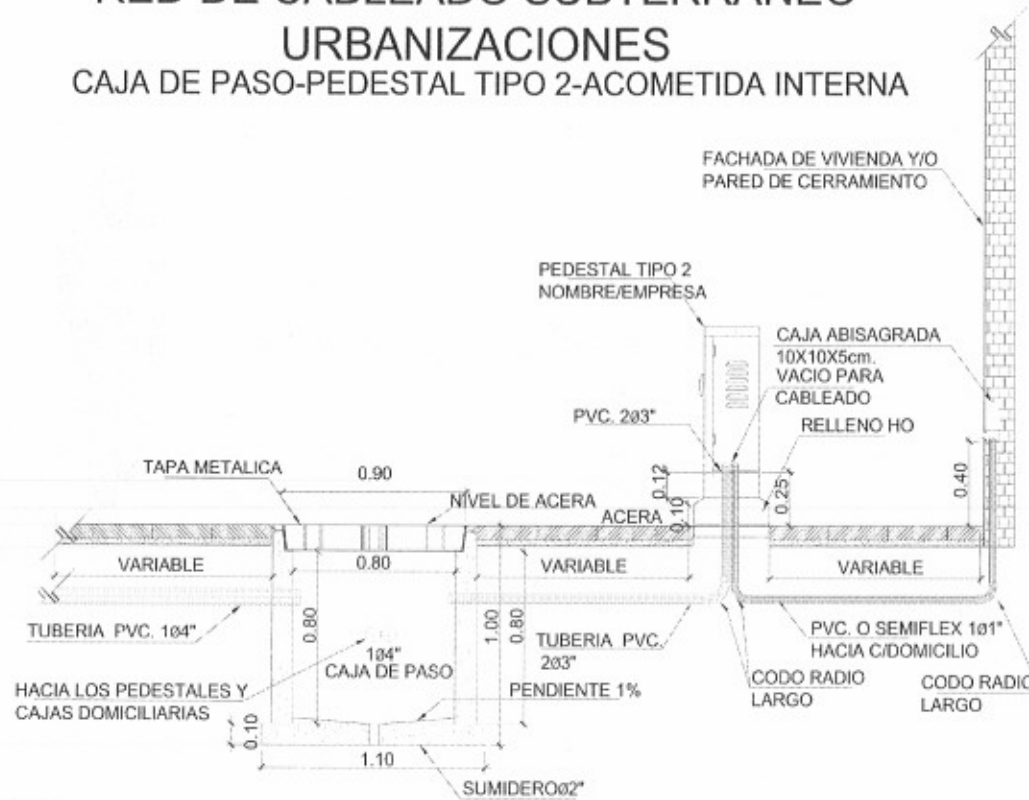 RED DE CABLEADO SUBTERRANEO
URBANIZACIONES
CAJA DE PASO-PEDESTAL TIPO 2-ACOMETIDA INTERNA
FACHADA DE VIVIENDA Y/O
PARED DE CERRAMIENTO
PEDESTAL TIPO 2
NOMBRE/EMPRESA
CAJA ABISAGRADA
10X10X5cm.
VACIO PARA
CABLEADO
PVC. 2ø3"
RELLENO HO
TAPA METALICA
0.90
NIVEL DE ACERA
ACERA
0.12
0.10
0.25
0.40
VARIABLE
0.80
VARIABLE
VARIABLE
TUBERIA PVC. 1ø4"
0.80
1.00
0.80
1ø4"
CAJA DE PASO
TUBERIA PVC.
2ø3"
PVC. O SEMIFLEX 1ø1"
HACIA C/DOMICILIO
HACIA LOS PEDESTALES Y
CAJAS DOMICILIARIAS
PENDIENTE 1%
CODO RADIO
LARGO
CODO RADIO
LARGO
0.10
1.10
SUMIDEROø2"